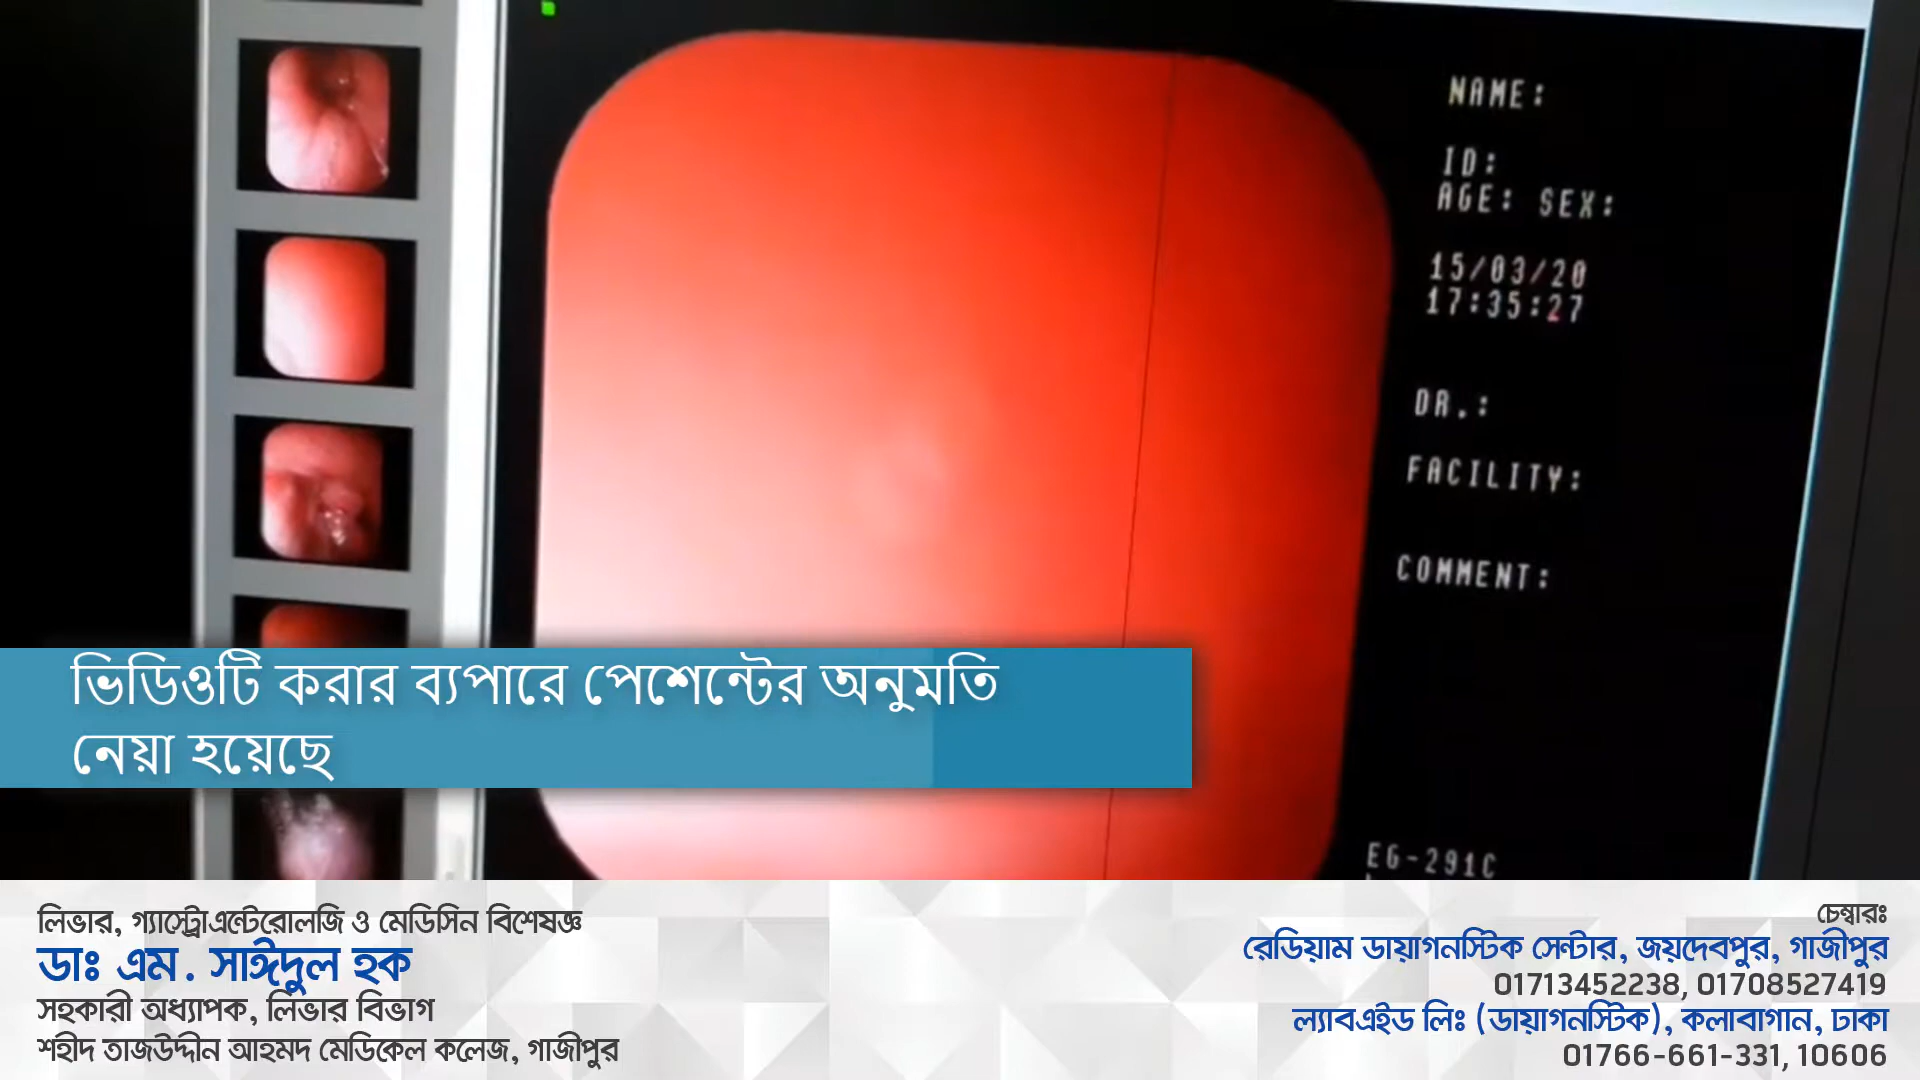 NAME:
ID:
AGE: SEX:
15/03/20
17:35:27
DR.:
FACILITY:
COMMENT:
EG-291C
ভিডিওটি করার ব্যপারে পেশেন্টের অনুমতি
নেয়া হয়েছে
লিভার, গ্যাস্ট্রোএন্টেরোলজি ও মেডিসিন বিশেষজ্ঞ
ডাঃ এম. সাঈদুল হক
সহকারী অধ্যাপক, লিভার বিভাগ
শহীদ তাজউদ্দীন আহমদ মেডিকেল কলেজ, গাজীপুর
চেম্বারঃ
রেডিয়াম ডায়াগনস্টিক সেন্টার, জয়দেবপুর, গাজীপুর
01713452238, 01708527419
ল্যাবএইড লিঃ (ডায়াগনস্টিক), কলাবাগান, ঢাকা
01766-661-331, 10606